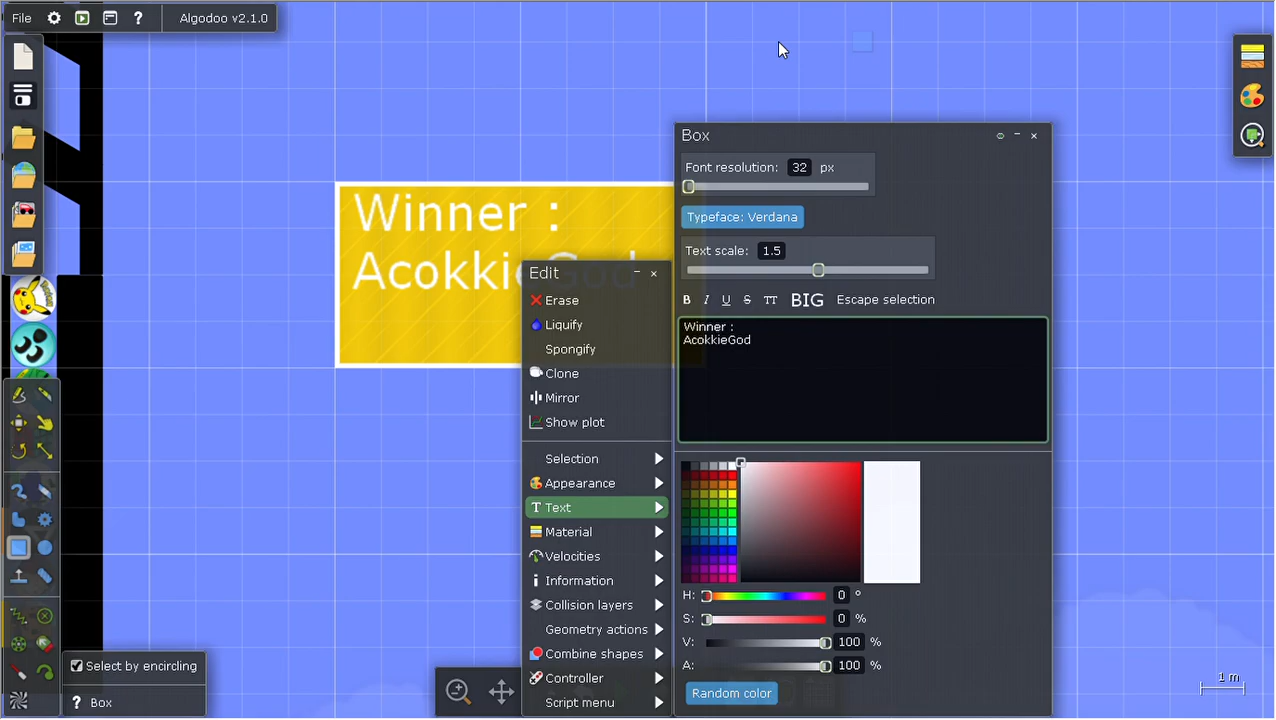 File
?
Algodoo v2.1.0
Winner :
AcokkieGod
Edit
Erase
Liquify
Spongify
Clone
Mirror
Show plot
Selection
Appearance
T Text
Material
Velocities
Information
Collision layers
Geometry actions
Combine shapes
Controller
Script menu
Box
Font resolution: 32 px
Typeface: Verdana
Text scale: 1.5
B I U S TT BIG Escape selection
Winner :
AcokkieGod
H: 0 °
S: 0 %
V: 100 %
A: 100 %
Random color
Select by encircling
? Box
1 m